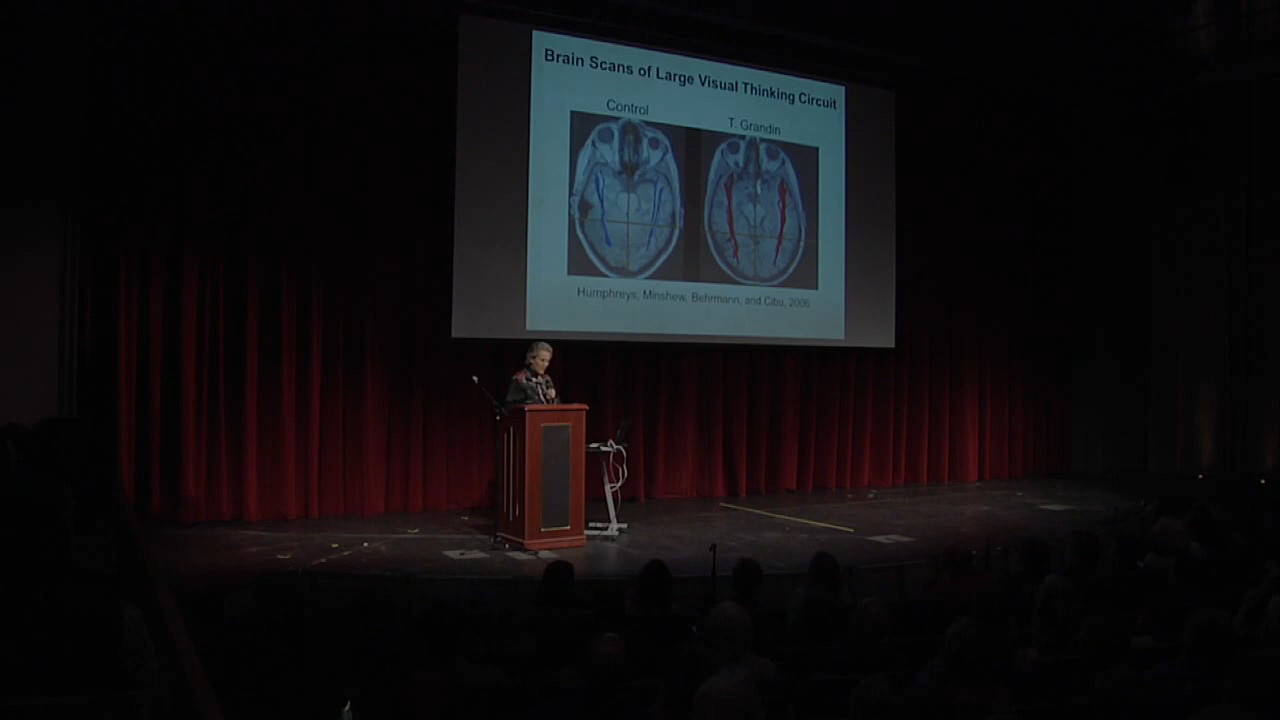 Brain Scans of Large Visual Thinking Circuit
Control
T. Grandin
Humphreys, Minshew, Behrmann, and Cibu, 2006